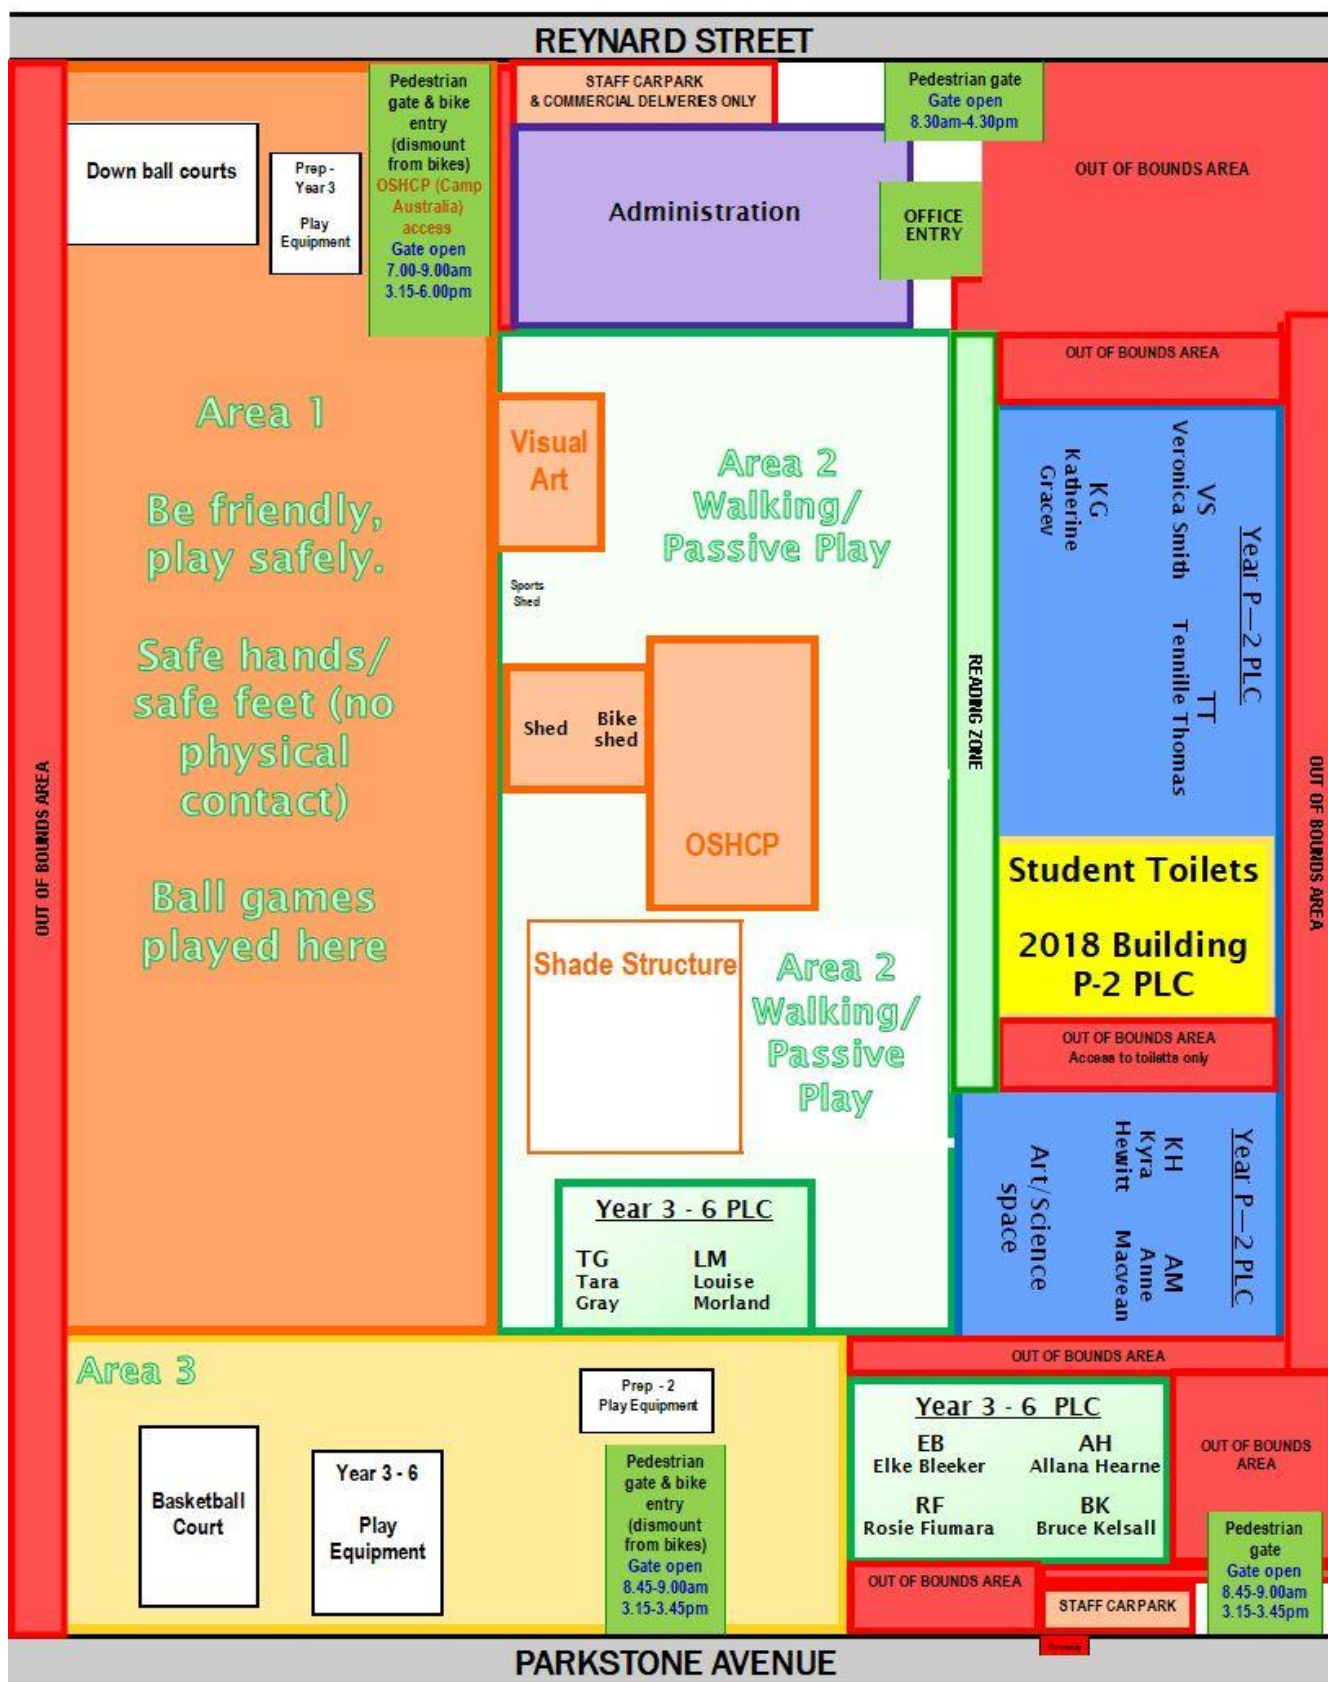 REYNARD STREET
Pedestrian
gate & bike
entry
(dismount
from bikes)
OSHCP (Camp
Australia)
access
Gate open
7.00-9.00am
3.15-6.00pm
STAFF CAR PARK
& COMMERCIAL DELIVERIES ONLY
Pedestrian gate
Gate open
8.30am-4.30pm
OUT OF BOUNDS AREA
Down ball courts
Prep -
Year 3
Play
Equipment
Administration
OFFICE
ENTRY
OUT OF BOUNDS AREA
Area 1
Be friendly,
play safely.
Safe hands/
safe feet (no
physical
contact)
Ball games
played here
OUT OF BOUNDS AREA
Visual
Art
Area 2
Walking/
Passive Play
Sports
Shed
Shed
Bike
shed
OSHCP
READING ZONE
Year P—2 PLC
VS
Veronica Smith
TT
Tennille Thomas
KG
Katherine
Gracev
OUT OF BOUNDS AREA
Student Toilets
2018 Building
P-2 PLC
Shade Structure
Area 2
Walking/
Passive
Play
OUT OF BOUNDS AREA
Access to toiletts only
Year P—2 PLC
KH
Kyra
Hewitt
AM
Anne
Macvean
Art/Science
space
Year 3 - 6 PLC
TG
Tara
Gray
LM
Louise
Morland
Area 3
OUT OF BOUNDS AREA
Prep - 2
Play Equipment
Basketball
Court
Year 3 - 6
Play
Equipment
Pedestrian
gate & bike
entry
(dismount
from bikes)
Gate open
8.45-9.00am
3.15-3.45pm
Year 3 - 6 PLC
EB
Elke Bleeker
AH
Allana Hearne
RF
Rosie Fiumara
BK
Bruce Kelsall
OUT OF BOUNDS
AREA
Pedestrian
gate
Gate open
8.45-9.00am
3.15-3.45pm
OUT OF BOUNDS AREA
STAFF CAR PARK
PARKSTONE AVENUE